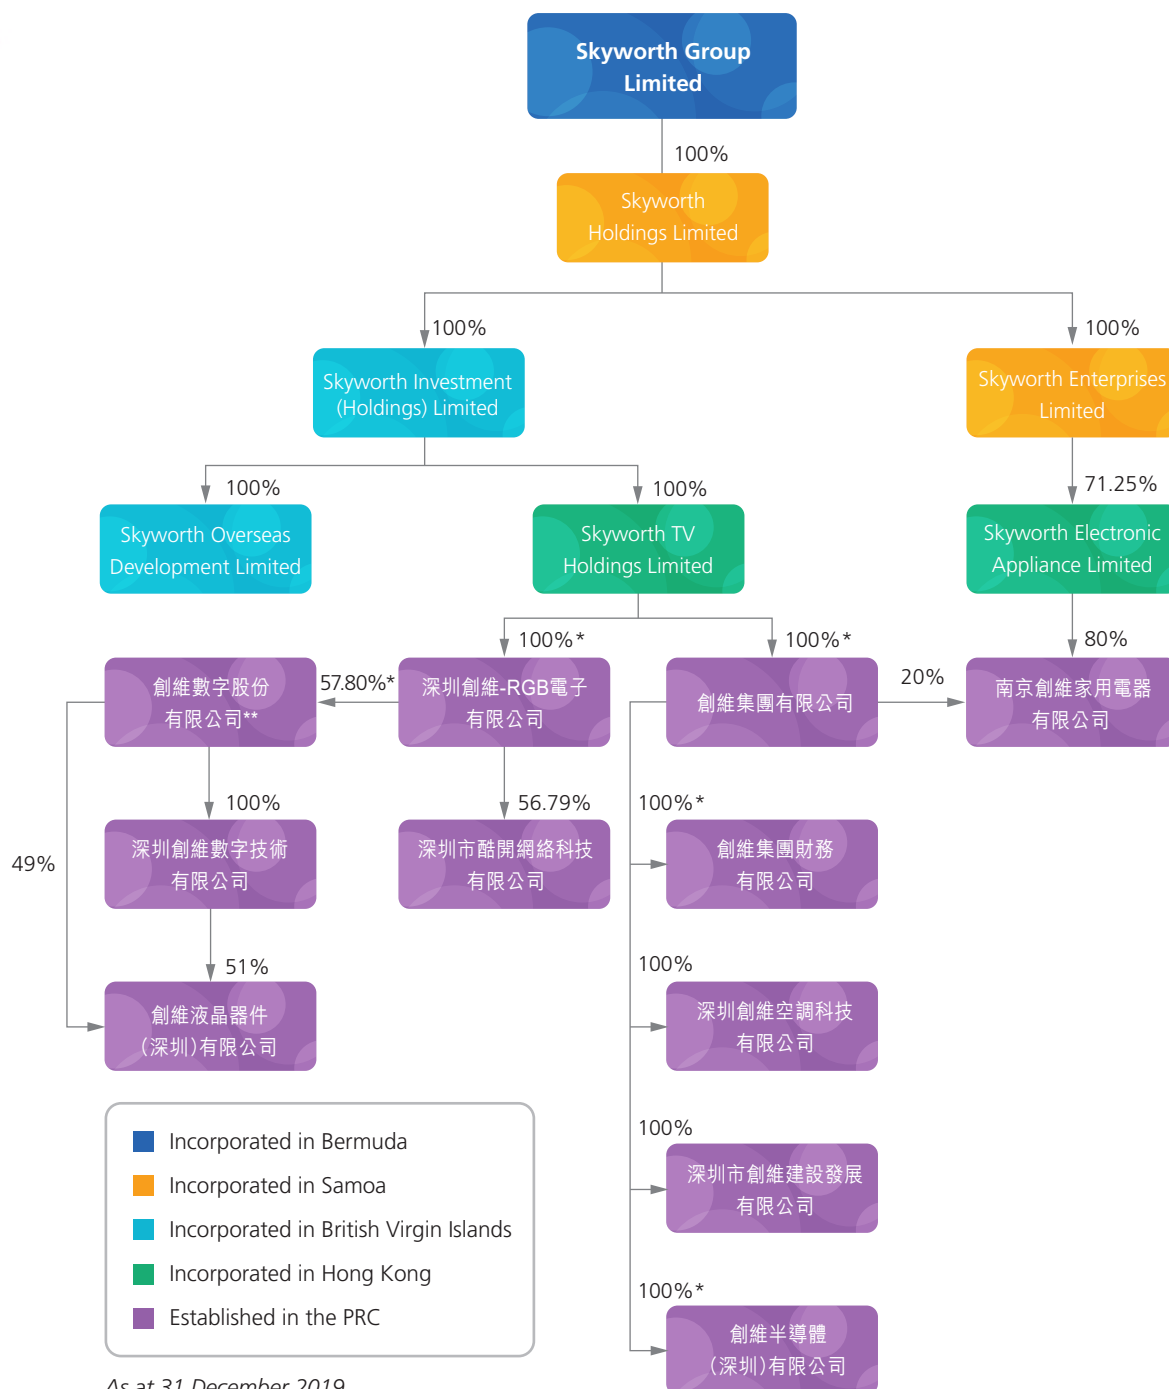 Skyworth Group
Limited
100%
Skyworth
Holdings Limited
100%
100%
Skyworth Investment
(Holdings) Limited
Skyworth Enterprises
Limited
100%
100%
71.25%
Skyworth Overseas
Development Limited
Skyworth TV
Holdings Limited
Skyworth Electronic
Appliance Limited
100%*
100%*
80%
創維數字股份
有限公司**
57.80%*
深圳創維-RGB電子
有限公司
創維集團有限公司
20%
南京創維家用電器
有限公司
100%
56.79%
100%*
49%
深圳創維數字技術
有限公司
深圳市酷開網絡科技
有限公司
創維集團財務
有限公司
51%
100%
創維液晶器件
（深圳）有限公司
深圳創維空調科技
有限公司
100%
深圳市創維建設發展
有限公司
100%*
創維半導體
（深圳）有限公司
Incorporated in Bermuda
Incorporated in Samoa
Incorporated in British Virgin Islands
Incorporated in Hong Kong
Established in the PRC
As at 31 December 2019